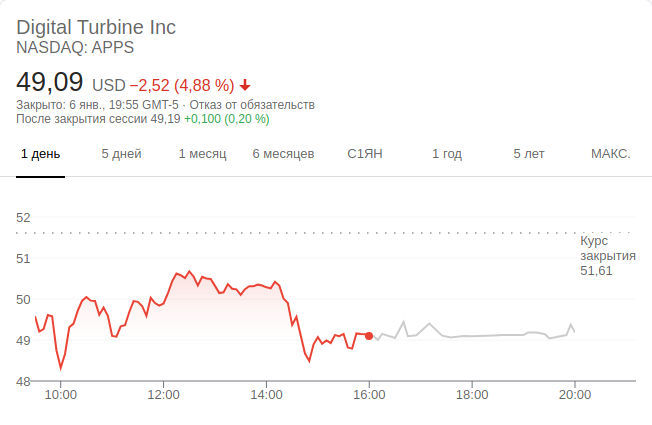 Digital Turbine Inc
NASDAQ: APPS
49,09 USD −2,52 (4,88 %)
Закрыто: 6 янв., 19:55 GMT-5 · Отказ от обязательств
После закрытия сессии 49,19 +0,100 (0,20 %)
1 день 5 дней 1 месяц 6 месяцев С1ЯН 1 год 5 лет МАКС.
52
Курс
закрытия
51,61
51
50
49
48
10:00 12:00 14:00 16:00 18:00 20:00